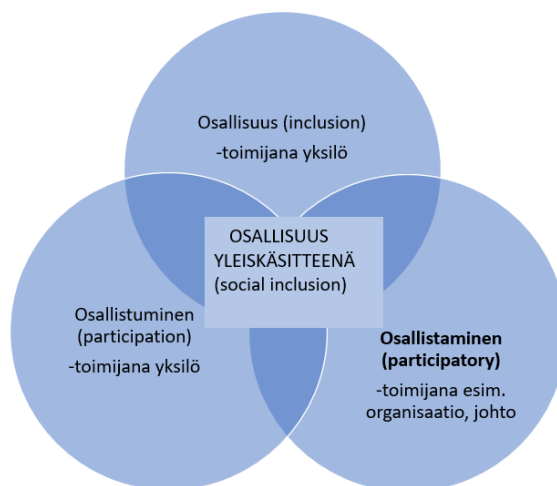 Osallisuus (inclusion)
-toimijana yksilö
OSALLISUUS
YLEISKÄSITTEENÄ
(social inclusion)
Osallistuminen
(participation)
-toimijana yksilö
Osallistaminen
(participatory)
-toimijana esim.
organisaatio, johto